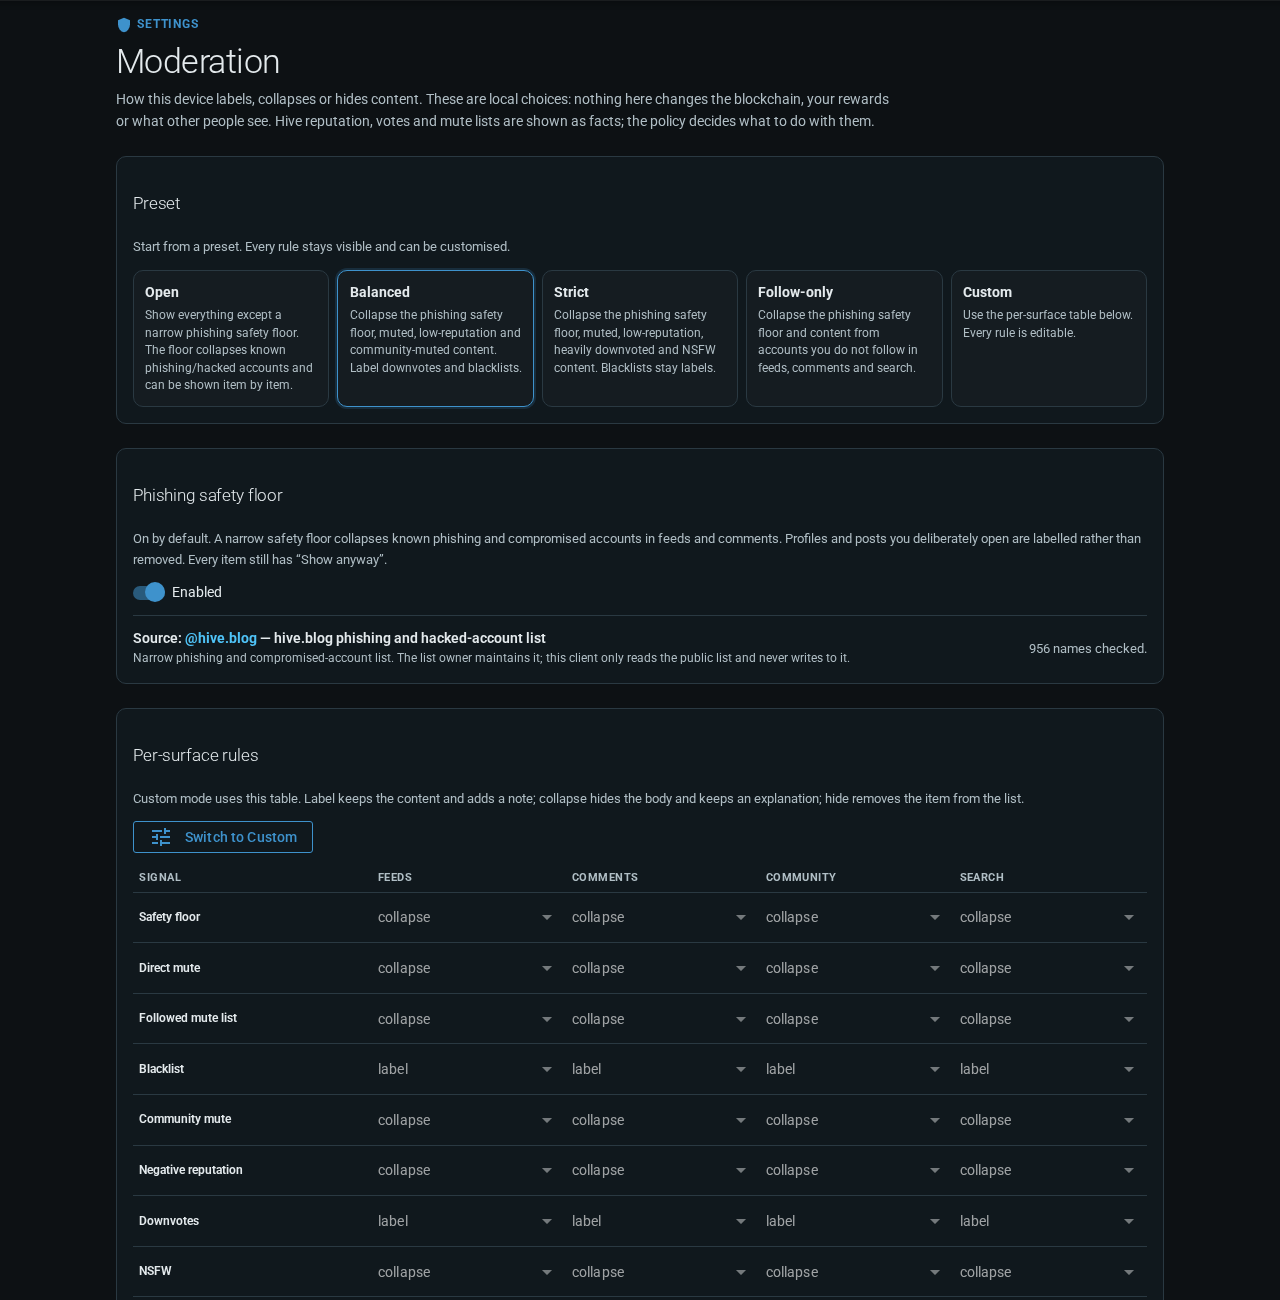 SETTINGS
Moderation
How this device labels, collapses or hides content. These are local choices: nothing here changes the blockchain, your rewards
or what other people see. Hive reputation, votes and mute lists are shown as facts; the policy decides what to do with them.
Preset
Start from a preset. Every rule stays visible and can be customised.
Open
Show everything except a
narrow phishing safety floor.
The floor collapses known
phishing/hacked accounts and
can be shown item by item.
Balanced
Collapse the phishing safety
floor, muted, low-reputation and
community-muted content.
Label downvotes and blacklists.
Strict
Collapse the phishing safety
floor, muted, low-reputation,
heavily downvoted and NSFW
content. Blacklists stay labels.
Follow-only
Collapse the phishing safety
floor and content from
accounts you do not follow in
feeds, comments and search.
Custom
Use the per-surface table below.
Every rule is editable.
Phishing safety floor
On by default. A narrow safety floor collapses known phishing and compromised accounts in feeds and comments. Profiles and posts you deliberately open are labelled rather than
removed. Every item still has “Show anyway”.
Enabled
Source: @hive.blog — hive.blog phishing and hacked-account list
Narrow phishing and compromised-account list. The list owner maintains it; this client only reads the public list and never writes to it.
956 names checked.
Per-surface rules
Custom mode uses this table. Label keeps the content and adds a note; collapse hides the body and keeps an explanation; hide removes the item from the list.
Switch to Custom
SIGNAL FEEDS COMMENTS COMMUNITY SEARCH
Safety floor collapse collapse collapse collapse
Direct mute collapse collapse collapse collapse
Followed mute list collapse collapse collapse collapse
Blacklist label label label label
Community mute collapse collapse collapse collapse
Negative reputation collapse collapse collapse collapse
Downvotes label label label label
NSFW collapse collapse collapse collapse